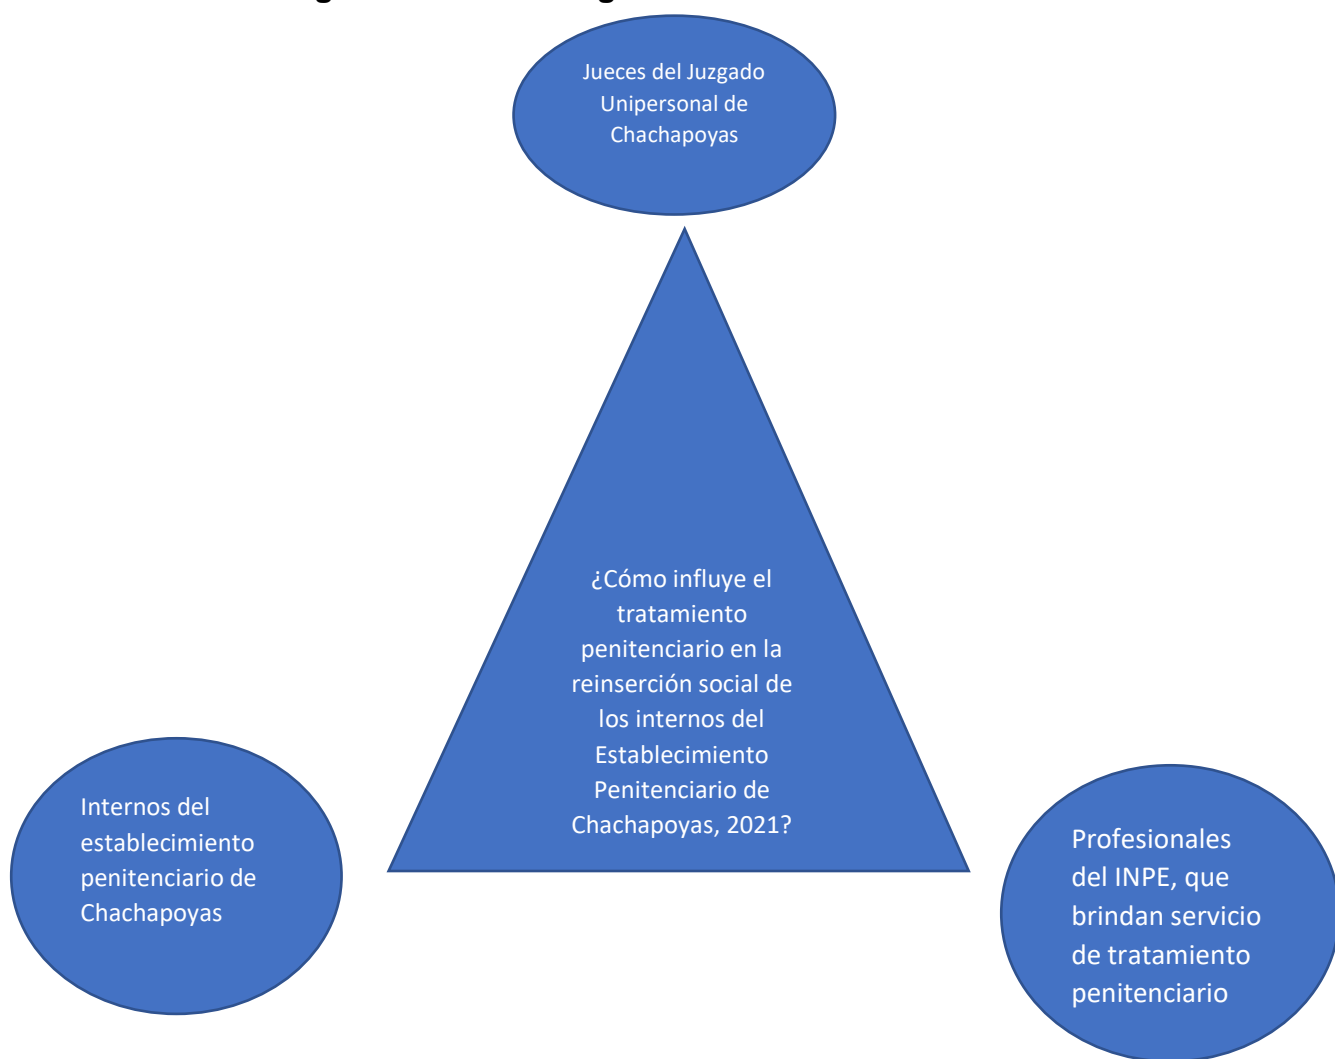 Jueces del Juzgado
Unipersonal de
Chachapoyas
¿Cómo influye el
tratamiento
penitenciario en la
reinserción social de
los internos del
Establecimiento
Penitenciario de
Chachapoyas, 2021?
Internos del
establecimiento
penitenciario de
Chachapoyas
Profesionales
del INPE, que
brindan servicio
de tratamiento
penitenciario